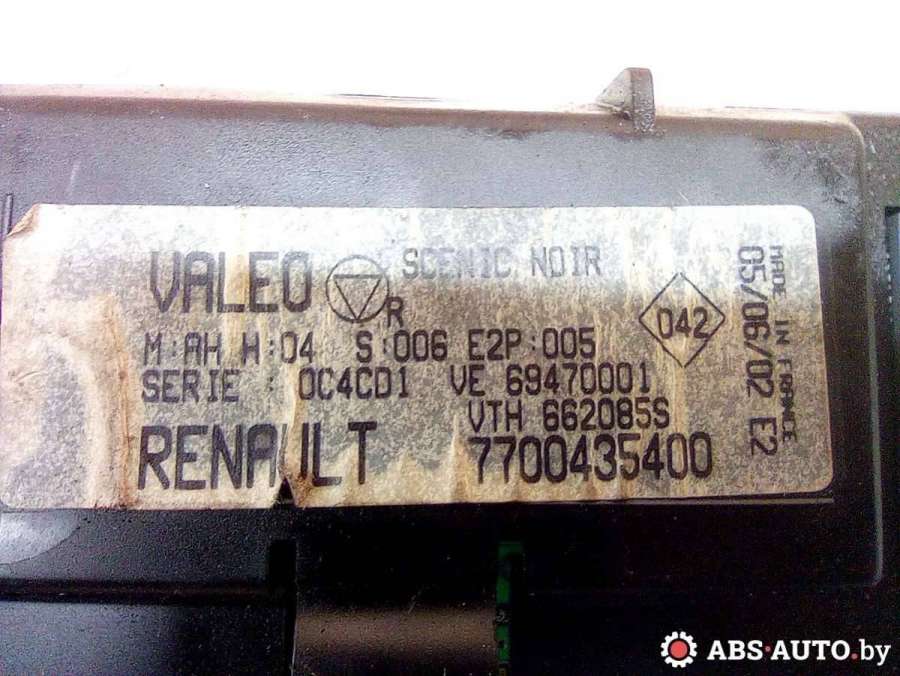 VALEO R SCENIC NOIR
M:AH H:04 S:006 E2P:005
042
SERIE : 0C4CD1 VE 69470001
VTH 662085S
RENAULT 7700435400
MADE IN FRANCE
05/06/02 E2
ABS-AUTO.by